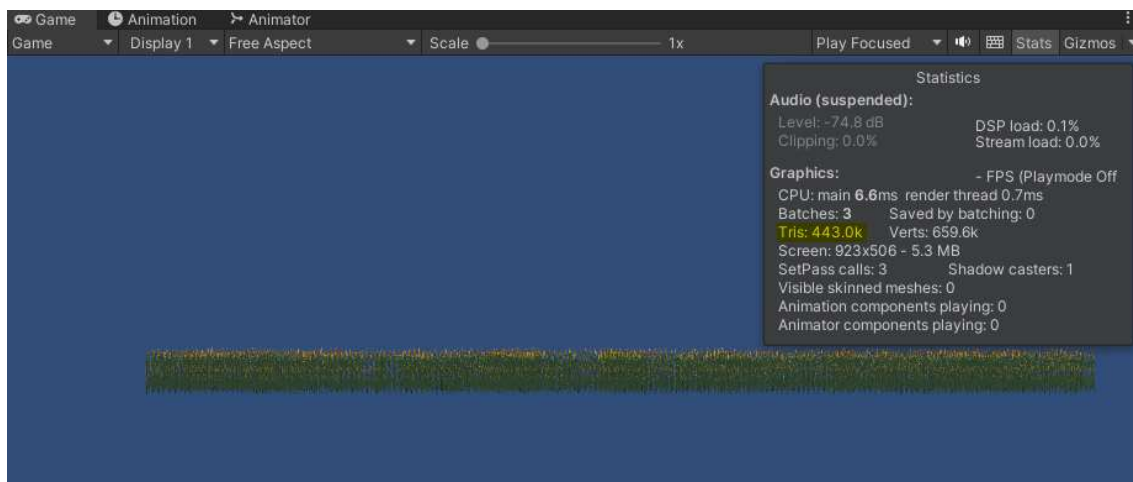 Game Animation Animator
Game Display 1 Free Aspect Scale 1x Play Focused Stats Gizmos
Statistics
Audio (suspended):
Level: -74.8 dB DSP load: 0.1%
Clipping: 0.0% Stream load: 0.0%
Graphics: - FPS (Playmode Off
CPU: main 6.6ms render thread 0.7ms
Batches: 3 Saved by batching: 0
Tris: 443.0k Verts: 659.6k
Screen: 923x506 - 5.3 MB
SetPass calls: 3 Shadow casters: 1
Visible skinned meshes: 0
Animation components playing: 0
Animator components playing: 0